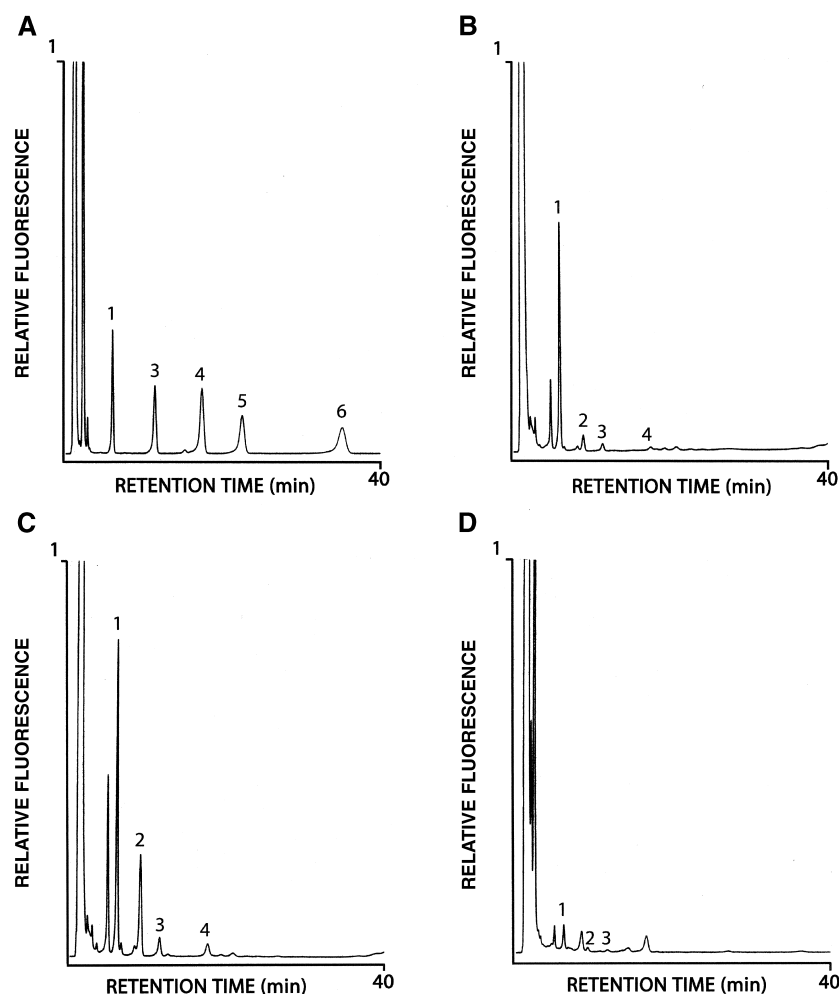 A
1
RELATIVE FLUORESCENCE
1
3
4
5
6
40
RETENTION TIME (min)
B
1
RELATIVE FLUORESCENCE
1
2
3
4
40
RETENTION TIME (min)
C
1
RELATIVE FLUORESCENCE
1
2
3
4
40
RETENTION TIME (min)
D
1
RELATIVE FLUORESCENCE
1
2
3
40
RETENTION TIME (min)